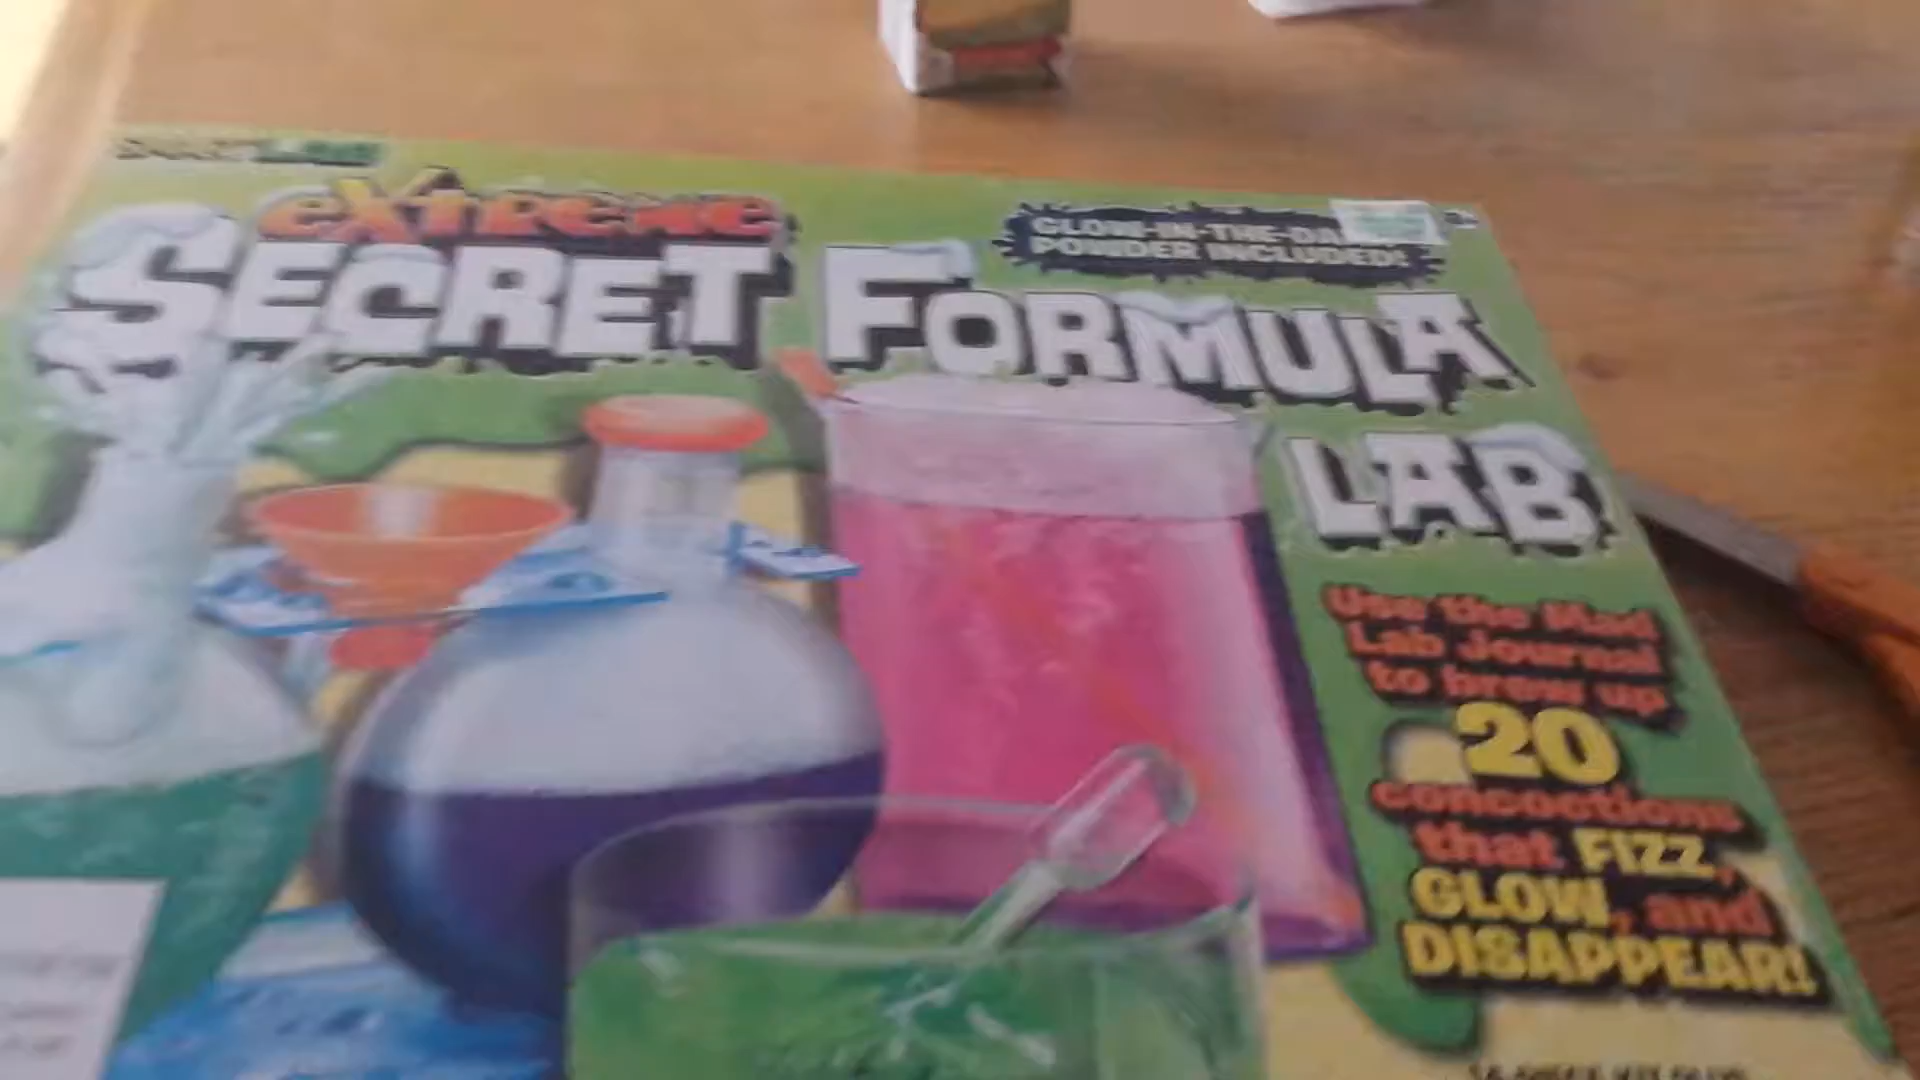 SMARTLAB
EXTREME
SECRET FORMULA
LAB
GLOW-IN-THE-DARK
POWDER INCLUDED!
Use the Mad
Lab Journal
to brew up
20
concoctions
that FIZZ,
GLOW, and
DISAPPEAR!